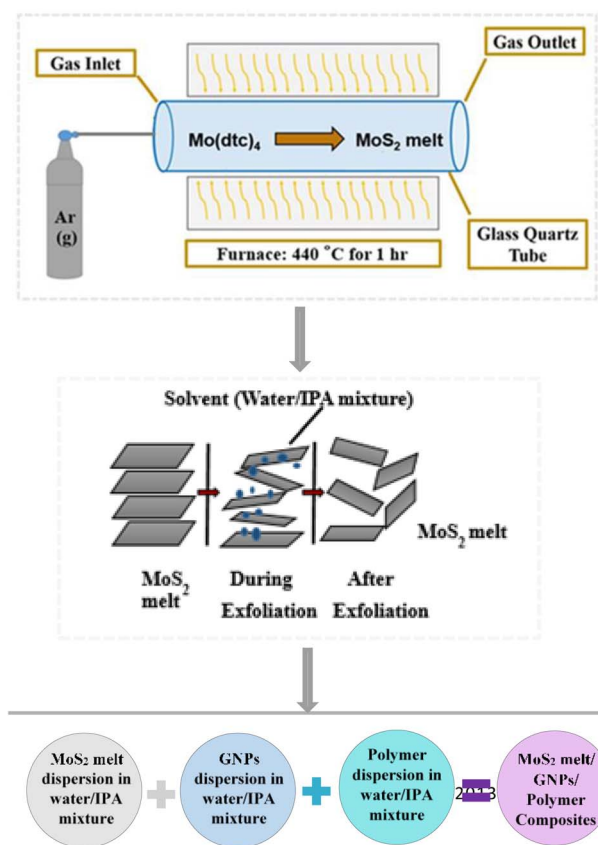 Gas Inlet
Gas Outlet
Mo(dtc)₄
MoS₂ melt
Ar
(g)
Furnace: 440 °C for 1 hr
Glass Quartz
Tube
Solvent (Water/IPA mixture)
MoS₂ melt
MoS₂
melt
During
Exfoliation
After
Exfoliation
MoS₂ melt
dispersion in
water/IPA
mixture
GNPs
dispersion in
water/IPA
mixture
Polymer
dispersion in
water/IPA
mixture
2013
MoS₂ melt/
GNPs/
Polymer
Composites